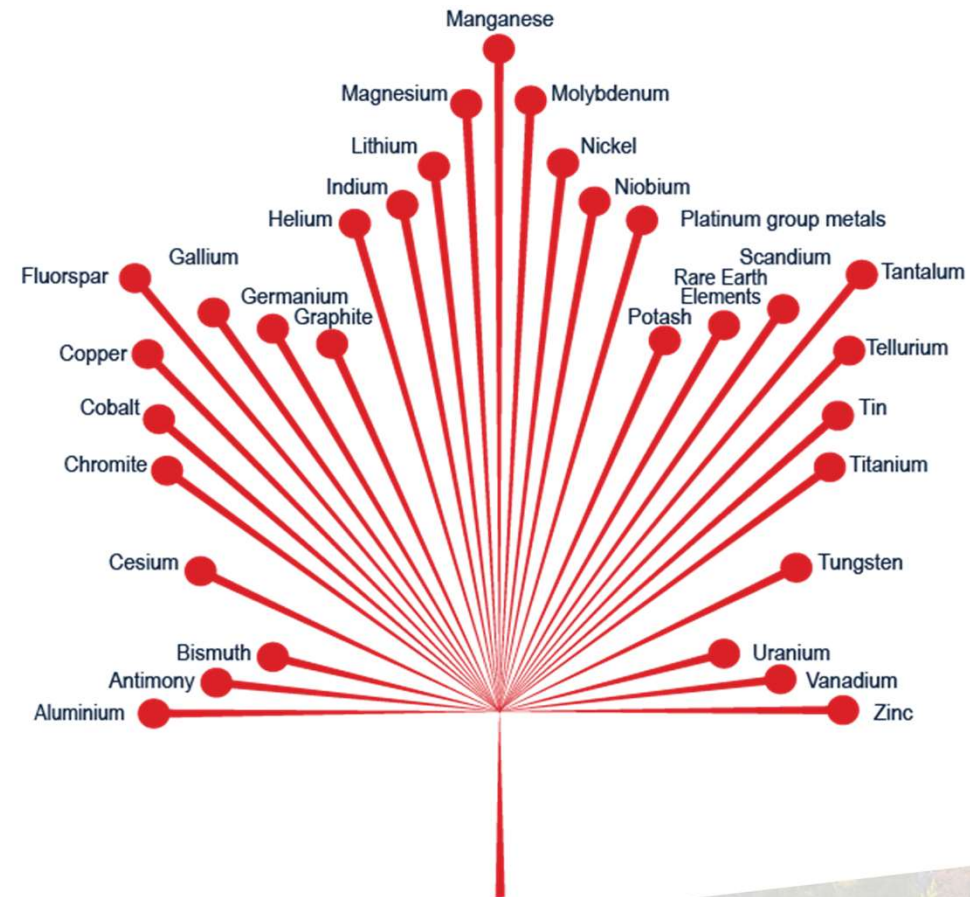 Manganese
Magnesium
Molybdenum
Lithium
Nickel
Indium
Niobium
Helium
Platinum group metals
Gallium
Scandium
Fluorspar
Tantalum
Rare Earth
Elements
Germanium
Graphite
Potash
Copper
Tellurium
Cobalt
Tin
Chromite
Titanium
Cesium
Tungsten
Bismuth
Uranium
Antimony
Vanadium
Aluminium
Zinc